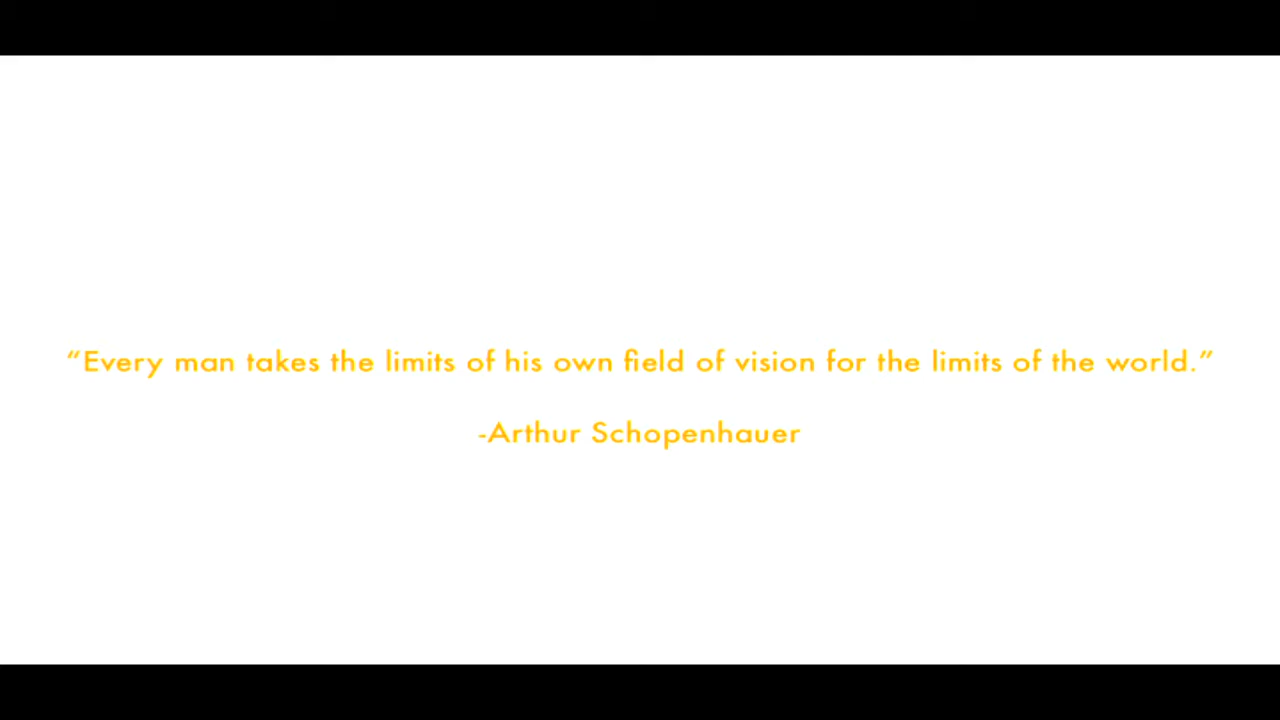 “Every man takes the limits of his own field of vision for the limits of the world.”
-Arthur Schopenhauer